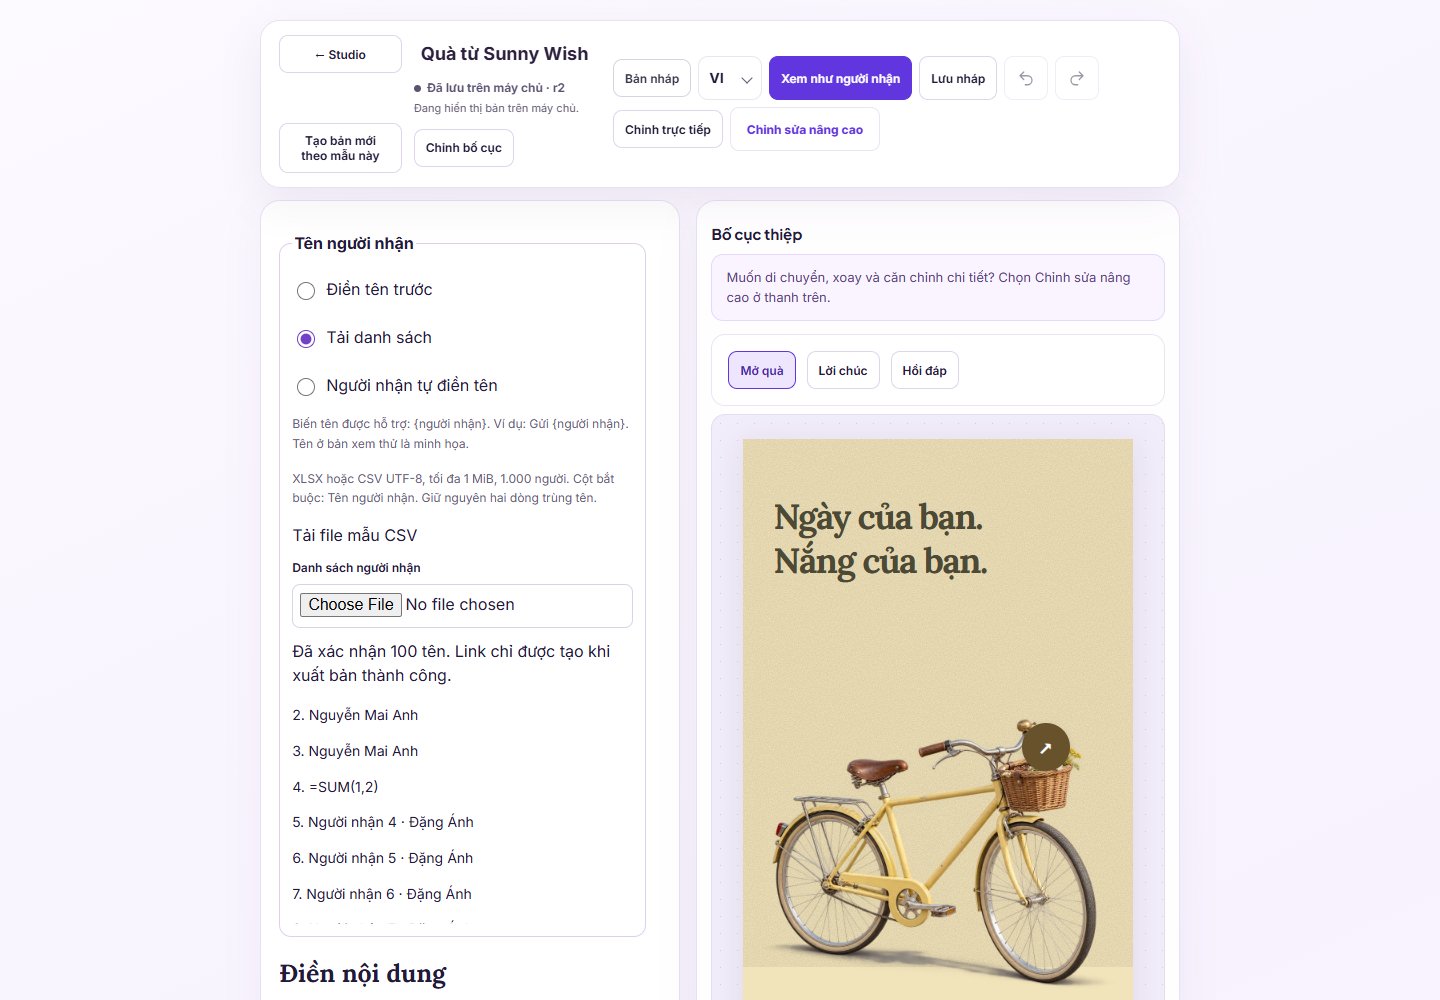 ← Studio
Quà từ Sunny Wish
Đã lưu trên máy chủ · r2
Đang hiển thị bản trên máy chủ.
Tạo bản mới
theo mẫu này
Chỉnh bố cục
Bản nháp
VI
Xem như người nhận
Lưu nháp
Chỉnh trực tiếp
Chỉnh sửa nâng cao
Tên người nhận
Điền tên trước
Tải danh sách
Người nhận tự điền tên
Biến tên được hỗ trợ: {người nhận}. Ví dụ: Gửi {người nhận}.
Tên ở bản xem thử là minh họa.
XLSX hoặc CSV UTF-8, tối đa 1 MiB, 1.000 người. Cột bắt
buộc: Tên người nhận. Giữ nguyên hai dòng trùng tên.
Tải file mẫu CSV
Danh sách người nhận
Choose File No file chosen
Đã xác nhận 100 tên. Link chỉ được tạo khi
xuất bản thành công.
2. Nguyễn Mai Anh
3. Nguyễn Mai Anh
4. =SUM(1,2)
5. Người nhận 4 · Đặng Ánh
6. Người nhận 5 · Đặng Ánh
7. Người nhận 6 · Đặng Ánh
Điền nội dung
Bố cục thiệp
Muốn di chuyển, xoay và căn chỉnh chi tiết? Chọn Chỉnh sửa nâng
cao ở thanh trên.
Mở quà
Lời chúc
Hồi đáp
Ngày của bạn.
Nắng của bạn.